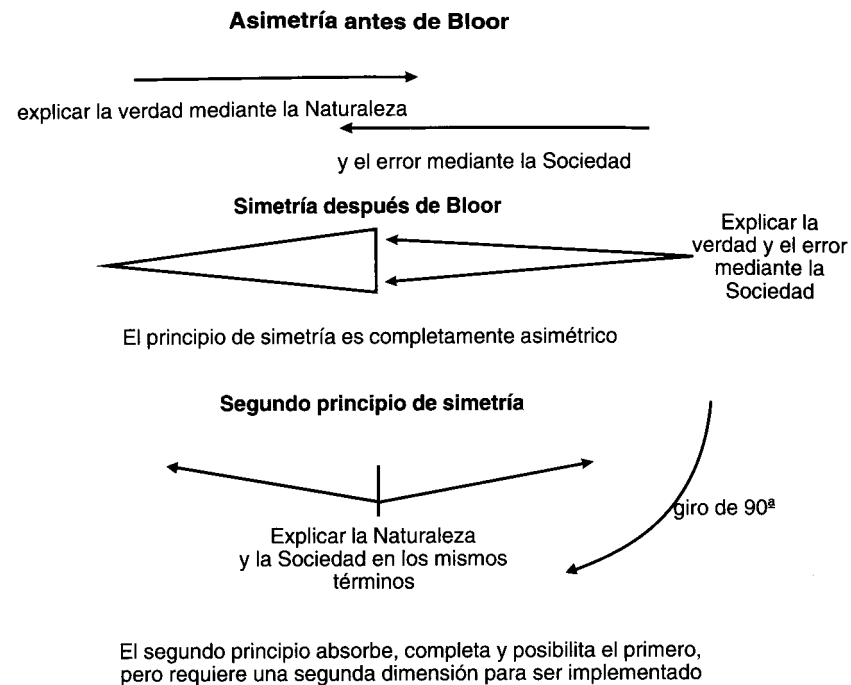 Asimetría antes de Bloor
explicar la verdad mediante la Naturaleza
y el error mediante la Sociedad
Simetría después de Bloor
Explicar la
verdad y el error
mediante la
Sociedad
El principio de simetría es completamente asimétrico
Segundo principio de simetría
giro de 90ª
Explicar la Naturaleza
y la Sociedad en los mismos
términos
El segundo principio absorbe, completa y posibilita el primero,
pero requiere una segunda dimensión para ser implementado